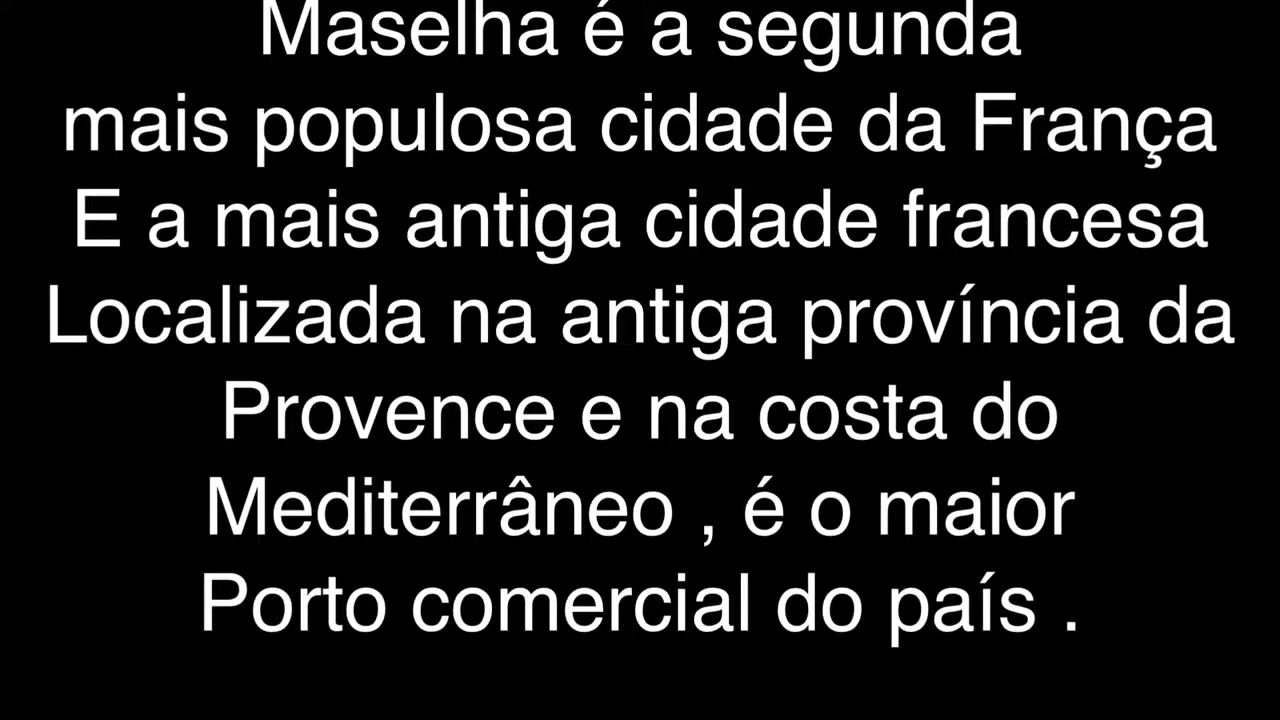 Maselha é a segunda
mais populosa cidade da França
E a mais antiga cidade francesa
Localizada na antiga província da
Provence e na costa do
Mediterrâneo , é o maior
Porto comercial do país .